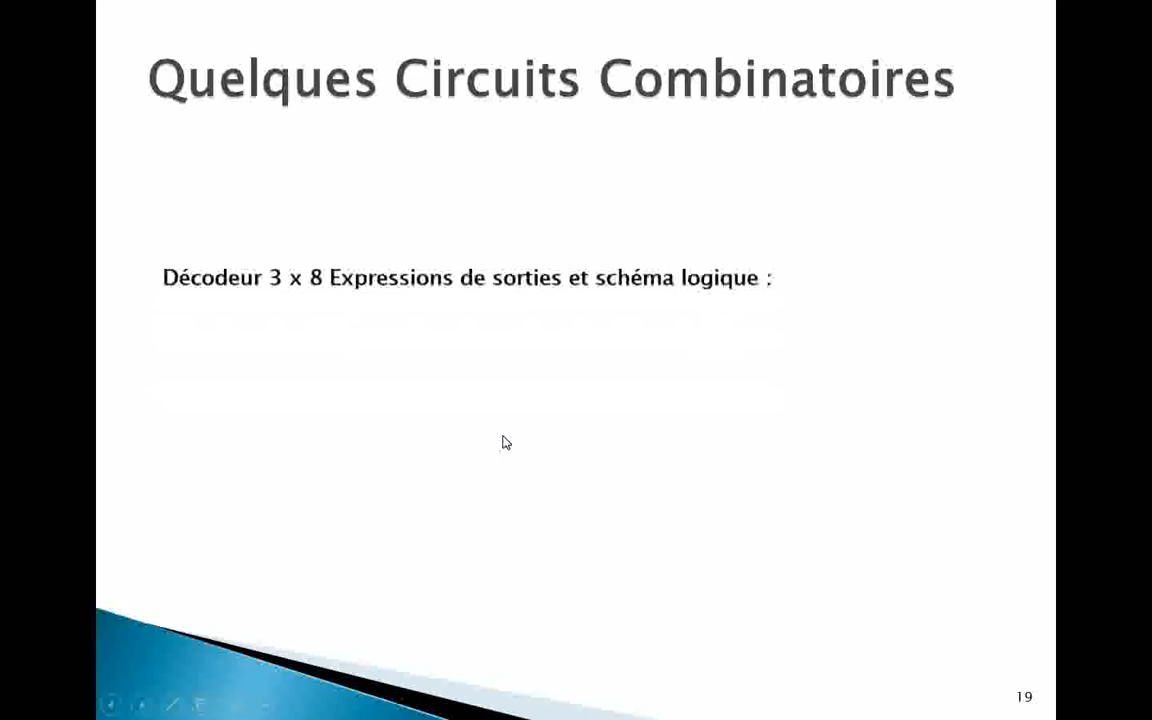 Quelques Circuits Combinatoires
Décodeur 3 x 8 Expressions de sorties et schéma logique :
19